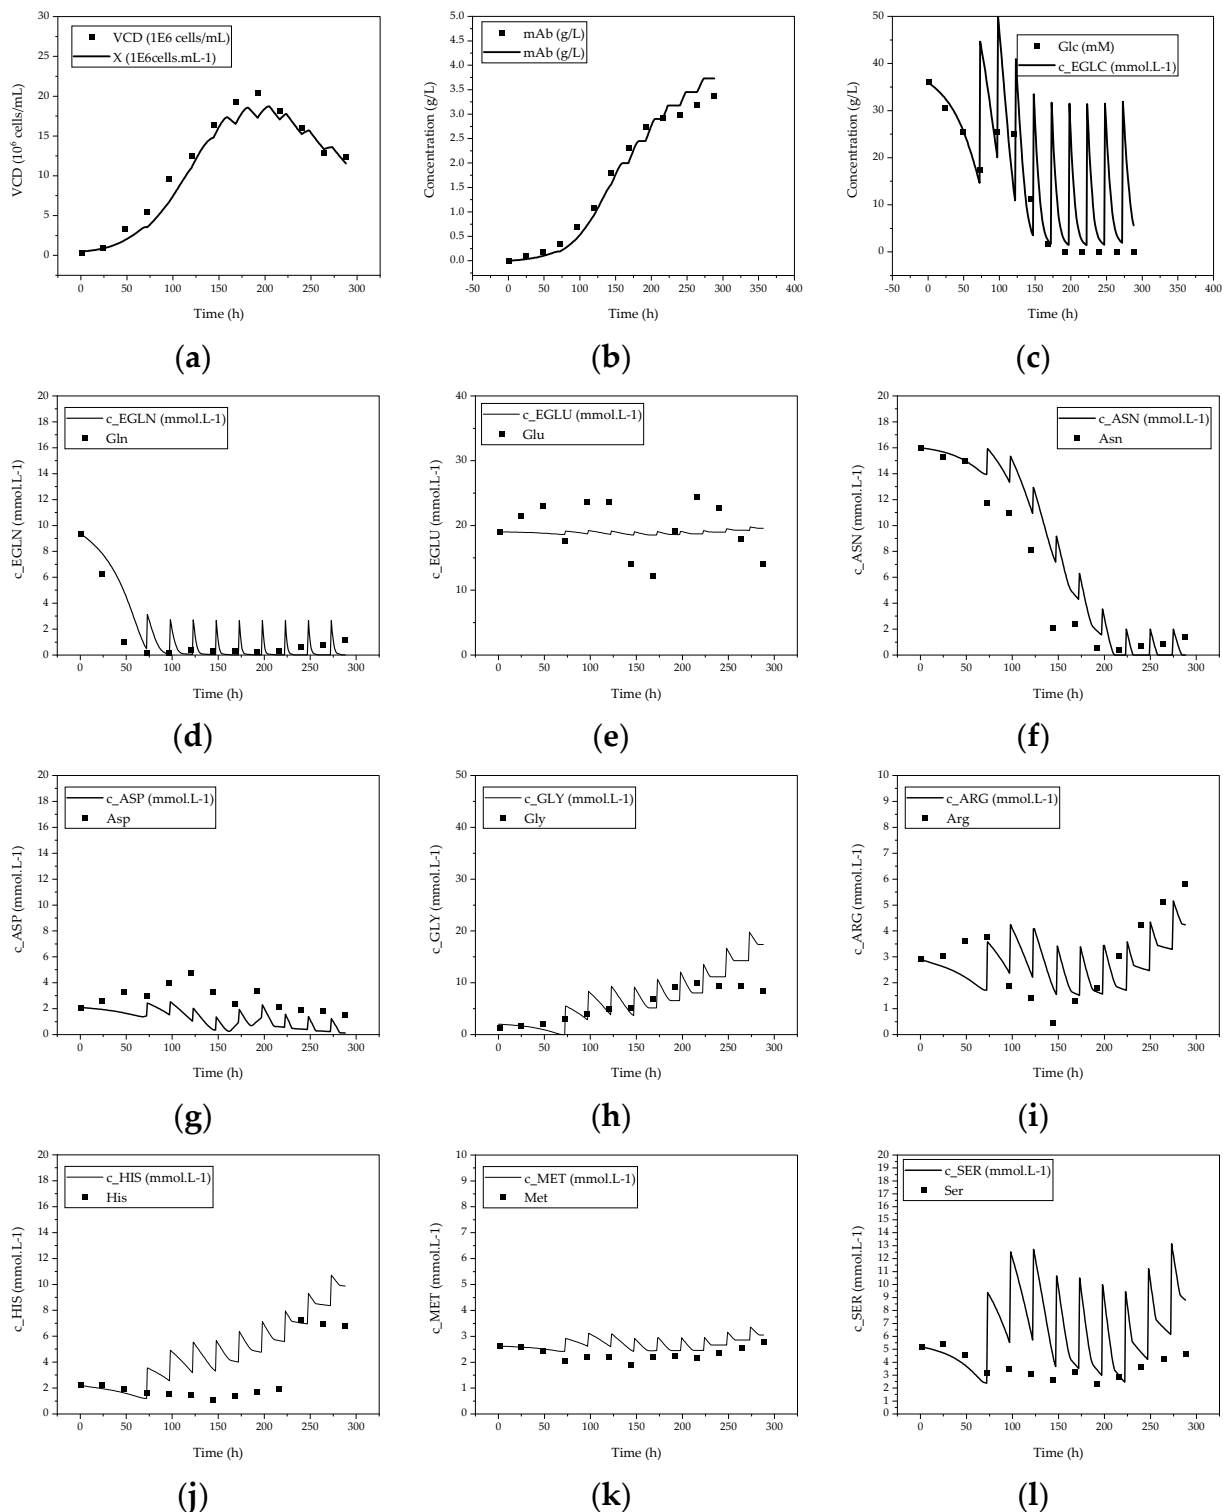 30
25
20
15
10
5
0
VCD (10⁶ cells/mL)
VCD (1E6 cells/mL)
X (1E6cells.mL-1)
0 50 100 150 200 250 300
Time (h)
(a)
5.0
4.5
4.0
3.5
3.0
2.5
2.0
1.5
1.0
0.5
0.0
Concentration (g/L)
mAb (g/L)
mAb (g/L)
-50 0 50 100 150 200 250 300 350 400
Time (h)
(b)
50
40
30
20
10
0
Concentration (g/L)
Glc (mM)
c_EGLC (mmol.L-1)
-50 0 50 100 150 200 250 300 350 400
Time (h)
(c)
20
18
16
14
12
10
8
6
4
2
0
c_EGLN (mmol.L-1)
c_EGLN (mmol.L-1)
Gln
0 50 100 150 200 250 300
Time (h)
(d)
40
30
20
10
0
c_EGLU (mmol.L-1)
c_EGLU (mmol.L-1)
Glu
0 50 100 150 200 250 300
Time (h)
(e)
20
18
16
14
12
10
8
6
4
2
0
c_ASN (mmol.L-1)
c_ASN (mmol.L-1)
Asn
0 50 100 150 200 250 300
Time (h)
(f)
20
18
16
14
12
10
8
6
4
2
0
c_ASP (mmol.L-1)
c_ASP (mmol.L-1)
Asp
0 50 100 150 200 250 300
Time (h)
(g)
50
40
30
20
10
0
c_GLY (mmol.L-1)
c_GLY (mmol.L-1)
Gly
0 50 100 150 200 250 300
Time (h)
(h)
10
9
8
7
6
5
4
3
2
1
0
c_ARG (mmol.L-1)
c_ARG (mmol.L-1)
Arg
0 50 100 150 200 250 300
Time (h)
(i)
20
18
16
14
12
10
8
6
4
2
0
c_HIS (mmol.L-1)
c_HIS (mmol.L-1)
His
0 50 100 150 200 250 300
Time (h)
(j)
10
9
8
7
6
5
4
3
2
1
0
c_MET (mmol.L-1)
c_MET (mmol.L-1)
Met
0 50 100 150 200 250 300
Time (h)
(k)
20
19
18
17
16
15
14
13
12
11
10
9
8
7
6
5
4
3
2
1
0
c_SER (mmol.L-1)
c_SER (mmol.L-1)
Ser
0 50 100 150 200 250 300
Time (h)
(l)